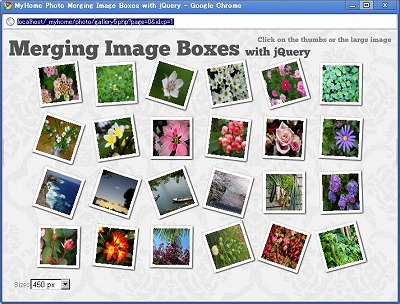 MyHome Photo Merging Image Boxes with jQuery - Google Chrome
localhost/_myhome/photo/gallery5.php?page=0&idxp=1
Click on the thumbs or the large image
Merging Image Boxes with jQuery
Size: 450 px